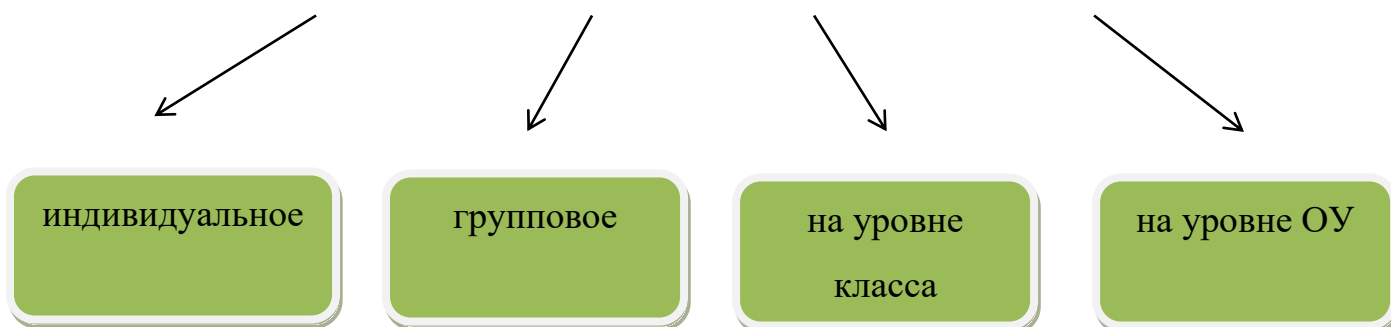 индивидуальное
групповое
на уровне
класса
на уровне ОУ